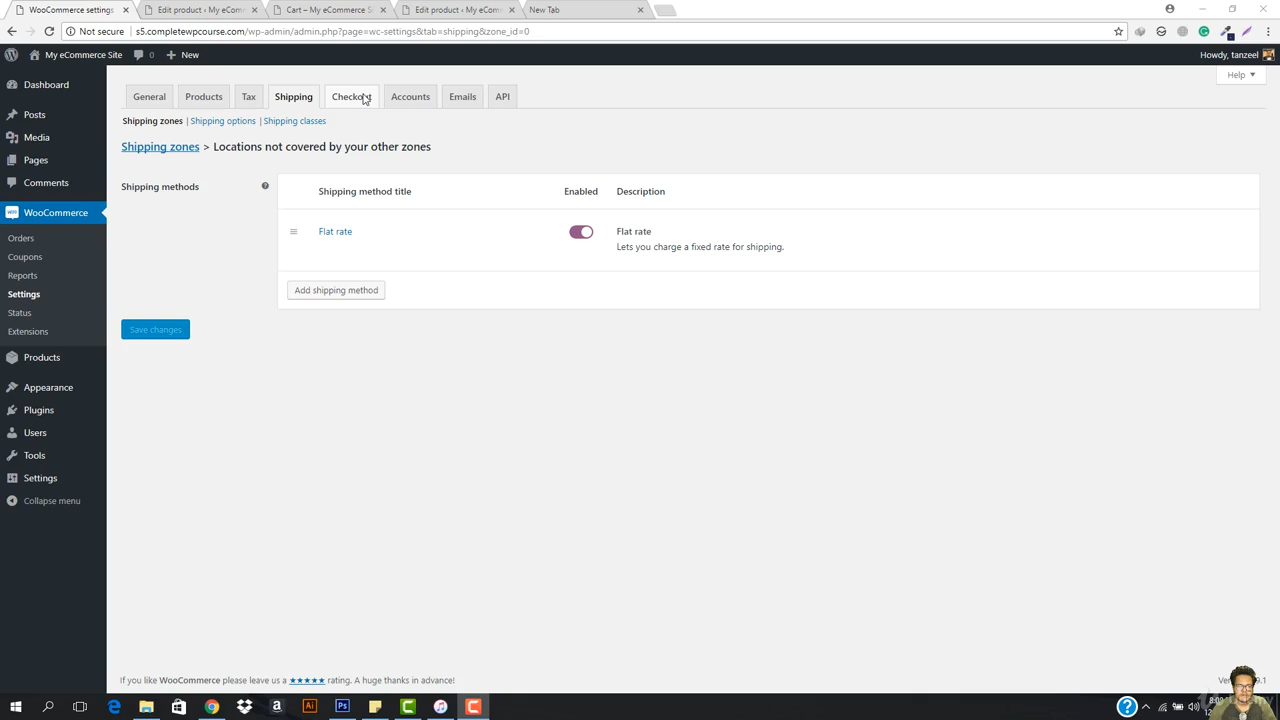 WooCommerce settings
Edit product ‹ My eCom
Cart – My eCommerce S
Edit product ‹ My eCom
New Tab
Not secure
s5.completewpcourse.com/wp-admin/admin.php?page=wc-settings&tab=shipping&zone_id=0
My eCommerce Site
0
New
Howdy, tanzeel
Help
Dashboard
Posts
Media
Pages
Comments
WooCommerce
Orders
Coupons
Reports
Settings
Status
Extensions
Products
Appearance
Plugins
Users
Tools
Settings
Collapse menu
General
Products
Tax
Shipping
Checkout
Accounts
Emails
API
Shipping zones | Shipping options | Shipping classes
Shipping zones > Locations not covered by your other zones
Shipping methods
Shipping method title
Enabled
Description
Flat rate
Flat rate
Lets you charge a fixed rate for shipping.
Add shipping method
Save changes
If you like WooCommerce please leave us a ★★★★★ rating. A huge thanks in advance!